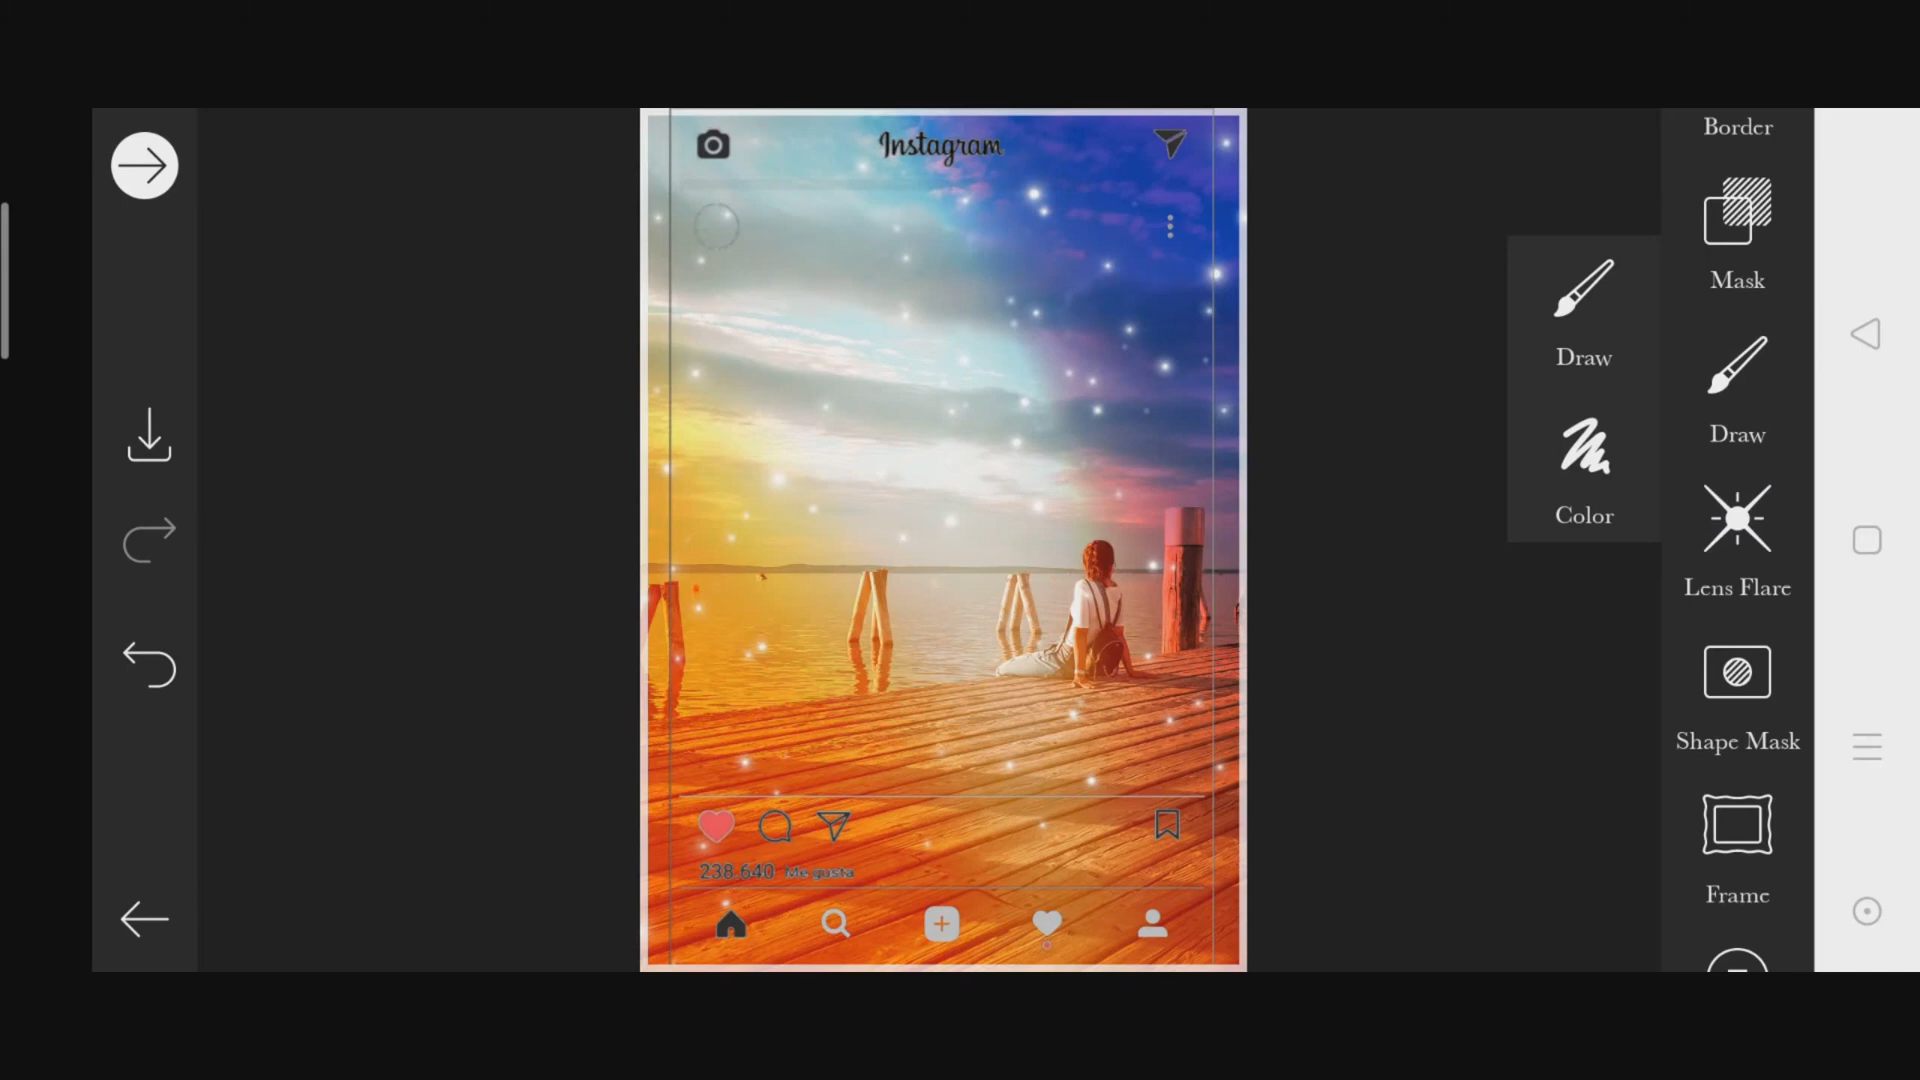 Instagram
238.640 Me gusta
Draw
Color
Border
Mask
Draw
Lens Flare
Shape Mask
Frame